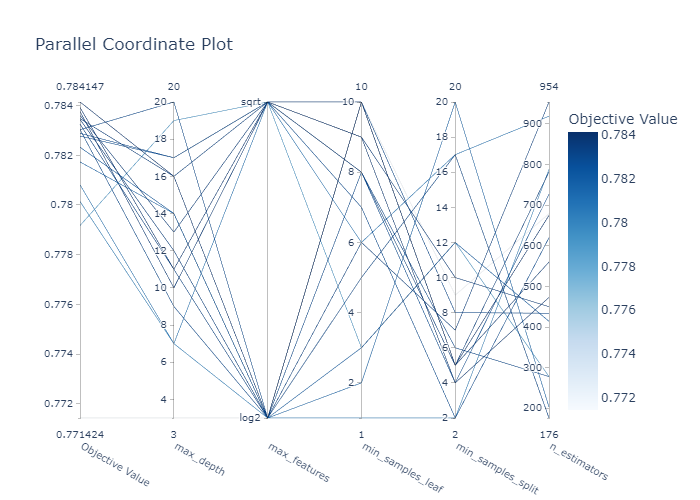 Parallel Coordinate Plot
0.784147 20 10 20 954
Objective Value
0.784 20 sqrt 10 20
0.784
900
18 18
0.782
0.782
16 8 16 800
0.78 14 14 700
0.78
0.778 12 6 12 600
0.778
10 10 500
0.776 8 4 8 400
0.776
0.774 6 6 300
0.774
4 2 4
0.772 200
0.772
log2 2
0.771424 3 1 2 176
Objective Value
max_depth
max_features
min_samples_leaf
min_samples_split
n_estimators